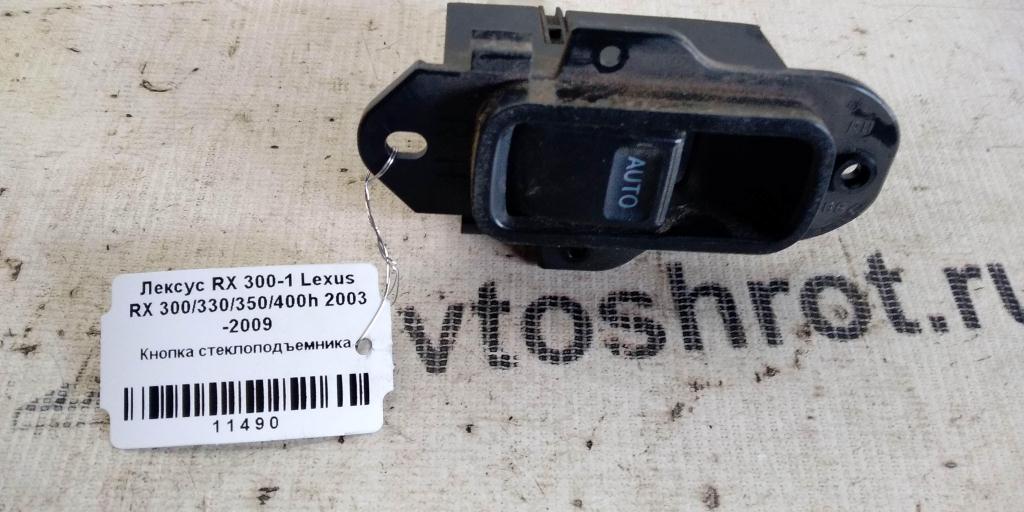 AUTO
Лексус RX 300-1 Lexus
RX 300/330/350/400h 2003
-2009
Кнопка стеклоподъемника
11490
vtoshrot.ru